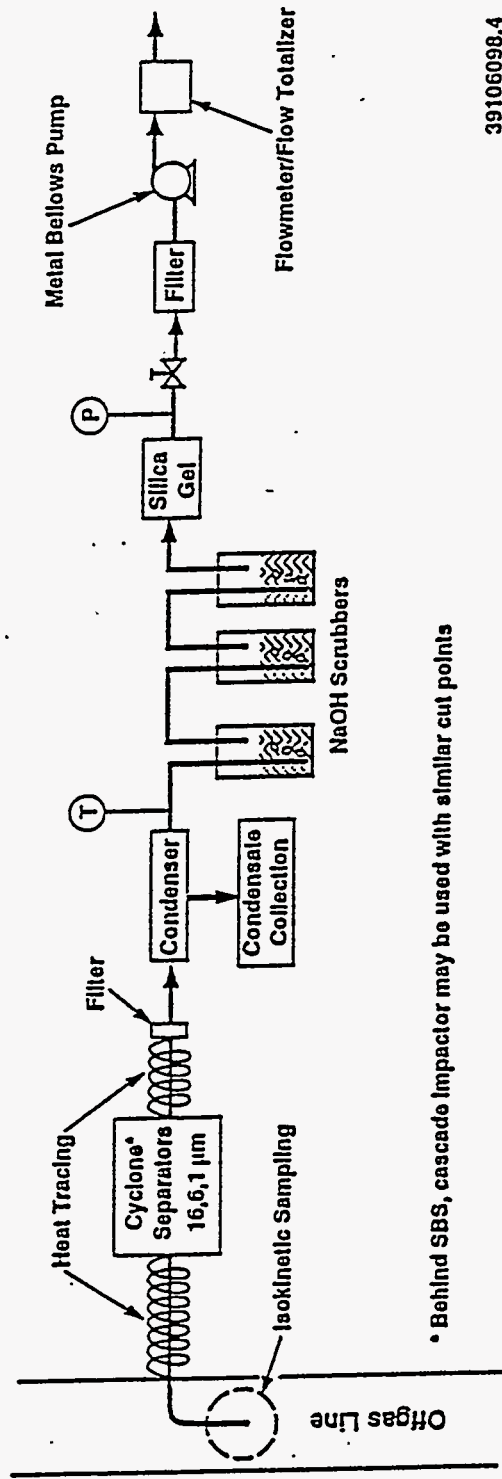 Offgas Line
Isokinetic Sampling
Heat Tracing
Cyclone*
Separators
16,6,1 μm
Filter
Condenser
Condensate
Collection
T
NaOH Scrubbers
Silica
Gel
P
Filter
Metal Bellows Pump
Flowmeter/Flow Totalizer
* Behind SBS, cascade impactor may be used with similar cut points
39106098.4